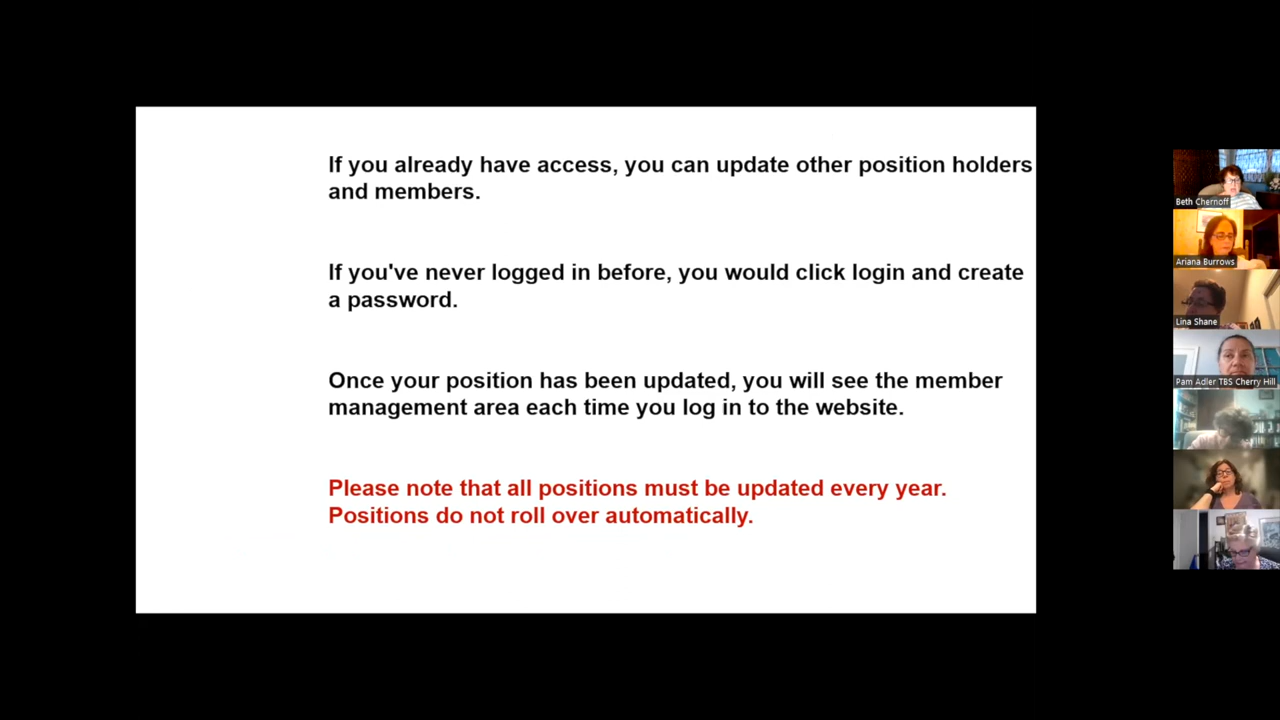 If you already have access, you can update other position holders
and members.
If you've never logged in before, you would click login and create
a password.
Once your position has been updated, you will see the member
management area each time you log in to the website.
Please note that all positions must be updated every year.
Positions do not roll over automatically.
Beth Chernoff
Ariana Burrows
Lina Shane
Pam Adler TBS Cherry Hill